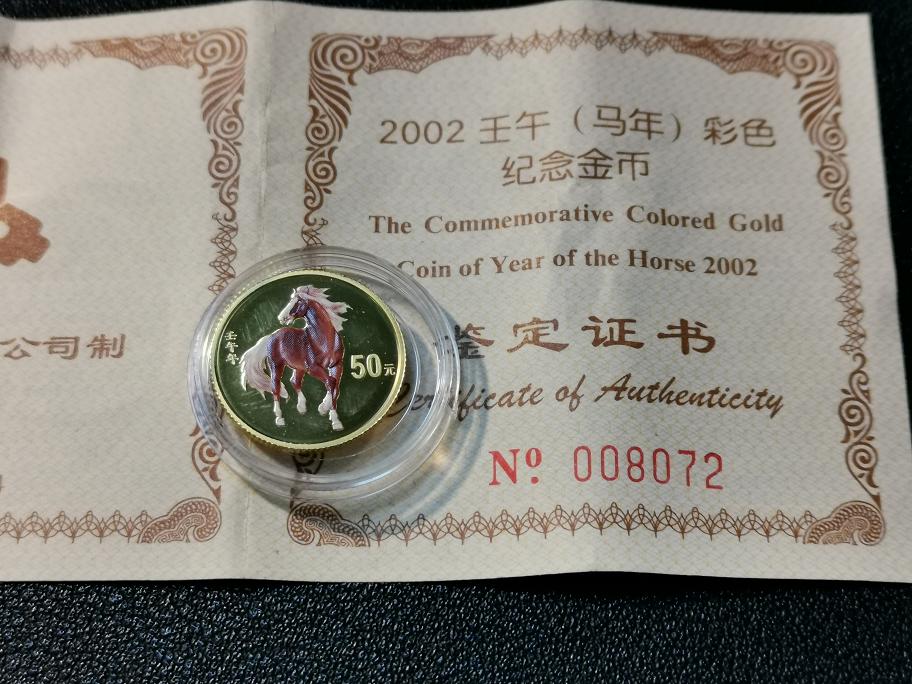 2002 壬午（马年）彩色
纪念金币
The Commemorative Colored Gold
Coin of Year of the Horse 2002
鉴定证书
Certificate of Authenticity
Nº 008072
公司制
壬午年
50元